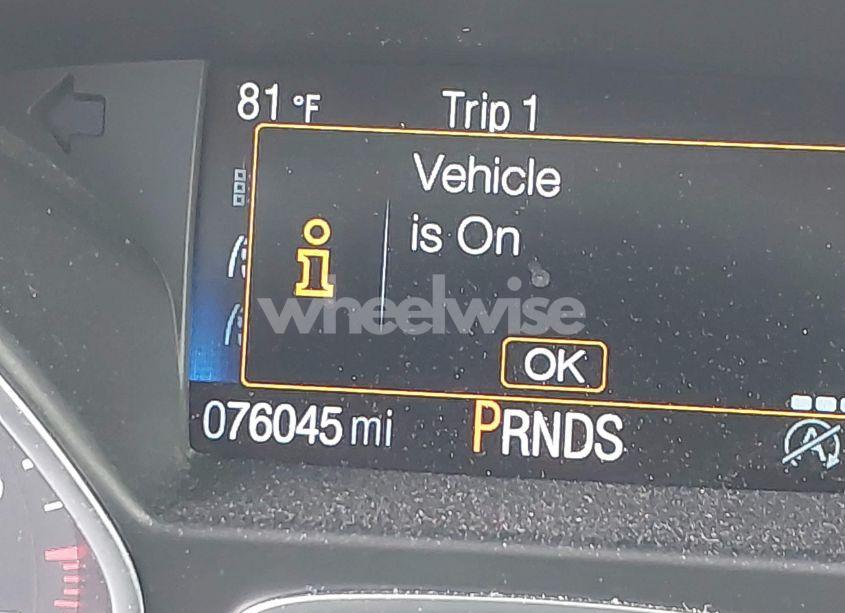 81 °F
Trip 1
Vehicle
is On
wheelwise
OK
076045 mi
PRNDS
A